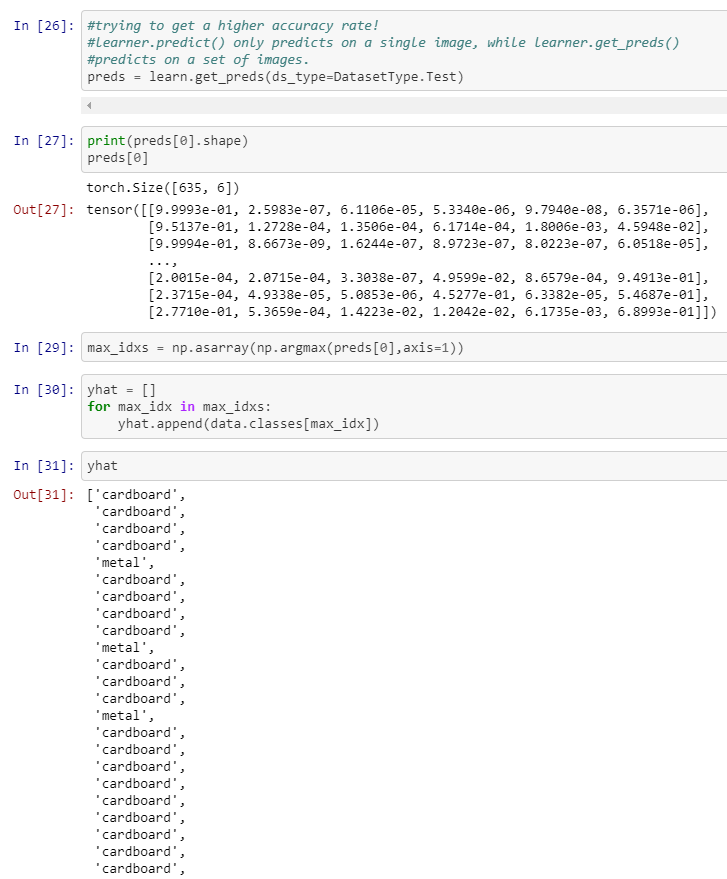 In [26]: #trying to get a higher accuracy rate!
#learner.predict() only predicts on a single image, while learner.get_preds()
#predicts on a set of images.
preds = learn.get_preds(ds_type=DatasetType.Test)
In [27]: print(preds[0].shape)
preds[0]
torch.Size([635, 6])
Out[27]: tensor([[9.9993e-01, 2.5983e-07, 6.1106e-05, 5.3340e-06, 9.7940e-08, 6.3571e-06],
[9.5137e-01, 1.2728e-04, 1.3506e-04, 6.1714e-04, 1.8006e-03, 4.5948e-02],
[9.9994e-01, 8.6673e-09, 1.6244e-07, 8.9723e-07, 8.0223e-07, 6.0518e-05],
...,
[2.0015e-04, 2.0715e-04, 3.3038e-07, 4.9599e-02, 8.6579e-04, 9.4913e-01],
[2.3715e-04, 4.9338e-05, 5.0853e-06, 4.5277e-01, 6.3382e-05, 5.4687e-01],
[2.7710e-01, 5.3659e-04, 1.4223e-02, 1.2042e-02, 6.1735e-03, 6.8993e-01]])
In [29]: max_idxs = np.asarray(np.argmax(preds[0],axis=1))
In [30]: yhat = []
for max_idx in max_idxs:
yhat.append(data.classes[max_idx])
In [31]: yhat
Out[31]: ['cardboard',
'cardboard',
'cardboard',
'cardboard',
'metal',
'cardboard',
'cardboard',
'cardboard',
'cardboard',
'metal',
'cardboard',
'cardboard',
'cardboard',
'metal',
'cardboard',
'cardboard',
'cardboard',
'cardboard',
'cardboard',
'cardboard',
'cardboard',
'cardboard',
'cardboard',